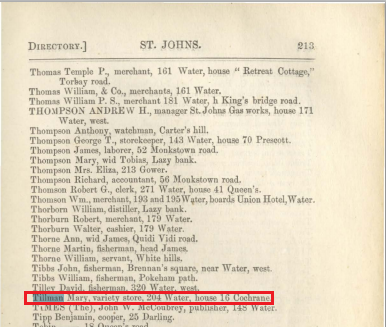 DIRECTORY.] ST. JOHNS. 213
Thomas Temple P., merchant, 161 Water, house "Retreat Cottage,"
Torbay road.
Thomas William, & Co., merchants, 161 Water.
Thomas William P. S., merchant 181 Water, h King's bridge road.
THOMPSON ANDREW H., manager St. Johns Gas works, house 171
Water, west.
Thompson Anthony, watchman, Carter's hill.
Thompson George T., storekeeper, 143 Water, house 70 Prescott.
Thompson James, laborer, 52 Monkstown road.
Thompson Mary, wid Tobias, Lazy bank.
Thompson Mrs. Eliza, 213 Gower.
Thompson Richard, accountant, 56 Monkstown road.
Thomson Robert G., clerk, 271 Water, house 41 Queen's.
Thomson Wm., merchant, 193 and 195 Water, boards Union Hotel, Water.
Thorborn William, distiller, Lazy bank.
Thorburn Robert, merchant, 179 Water.
Thorburn Walter, cashier, 179 Water.
Thorne Ann, wid James, Quidi Vidi road.
Thorne Martin, fisherman, head James.
Thorne William, servant, White hills.
Tibbs John, fisherman, Brennan's square, near Water, west.
Tibbs William, fisherman, Pokeham path.
Tilley David, fisherman, 320 Water, west.
Tillman Mary, variety store, 204 Water, house 16 Cochrane.
TIMES (The), John W. McCoubrey, publisher, 148 Water.
Tipp Benjamin, cooper, 25 Darling.
18 Queen's road.